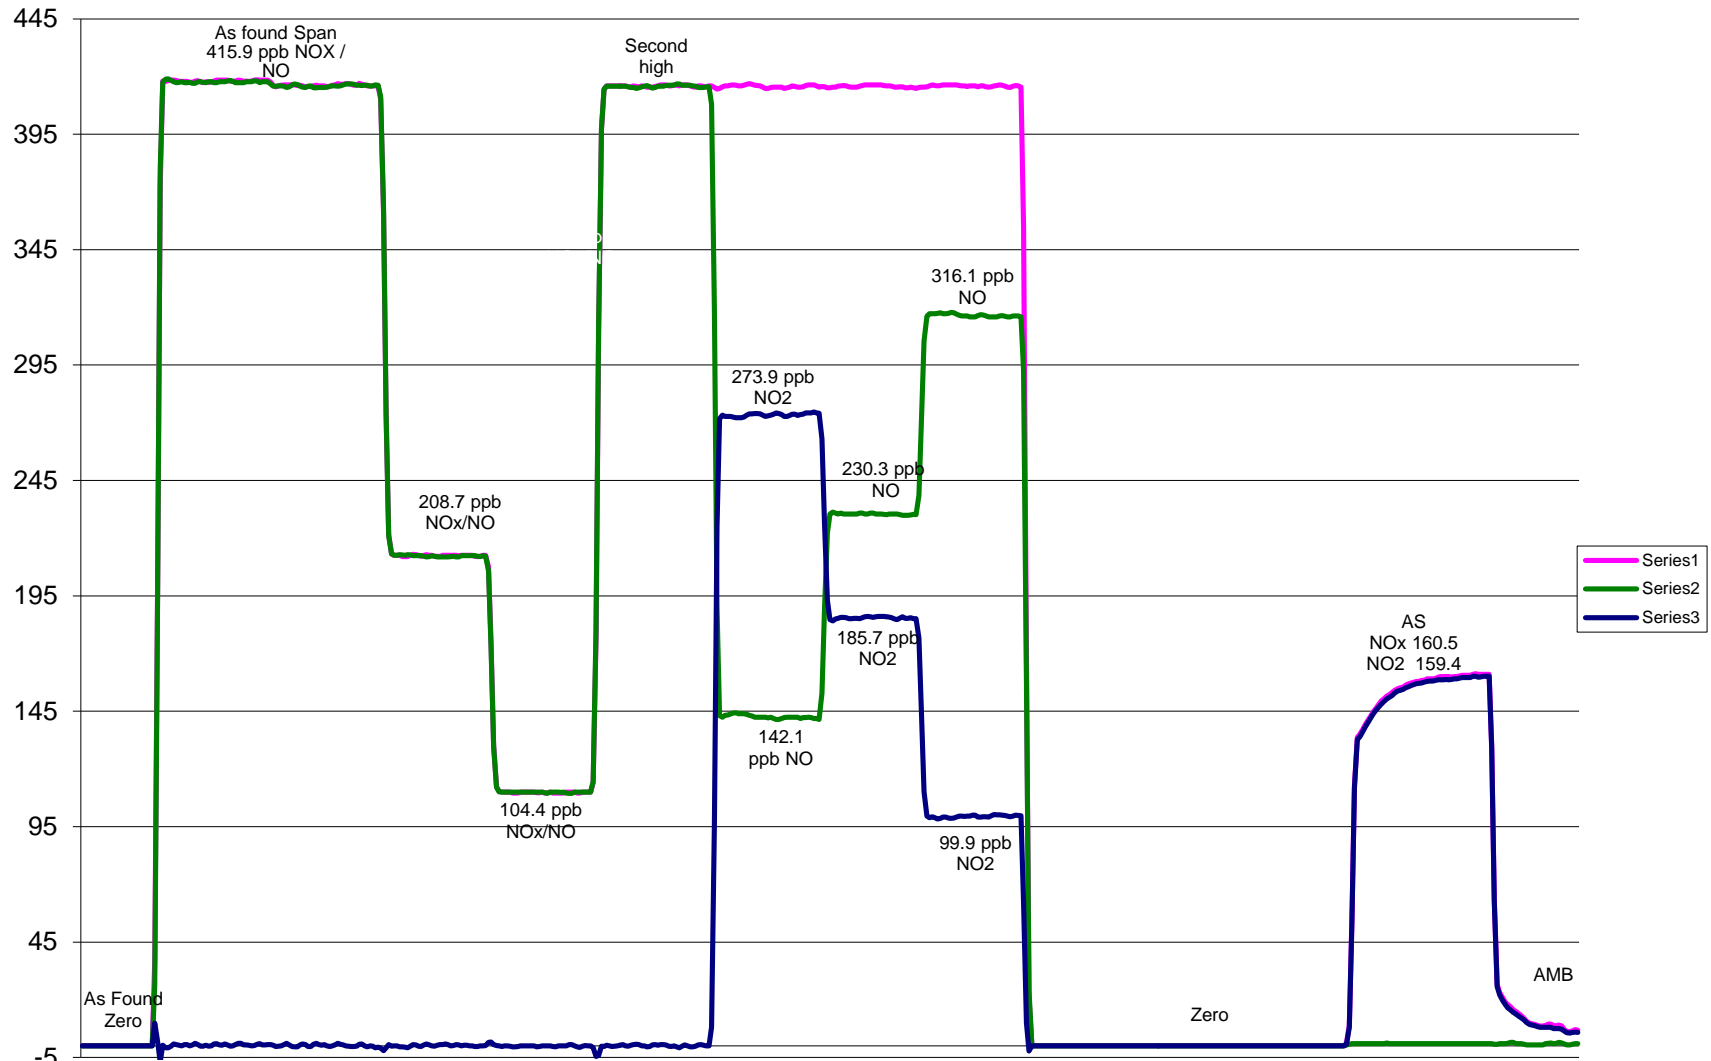 445
395
345
295
245
195
145
95
45
-5
As found Span
415.9 ppb NOX /
NO
Second
high
316.1 ppb
NO
273.9 ppb
NO2
230.3 ppb
NO
208.7 ppb
NOx/NO
185.7 ppb
NO2
142.1
ppb NO
104.4 ppb
NOx/NO
99.9 ppb
NO2
AS
NOx 160.5
NO2 159.4
As Found
Zero
Zero
AMB
Series1
Series2
Series3